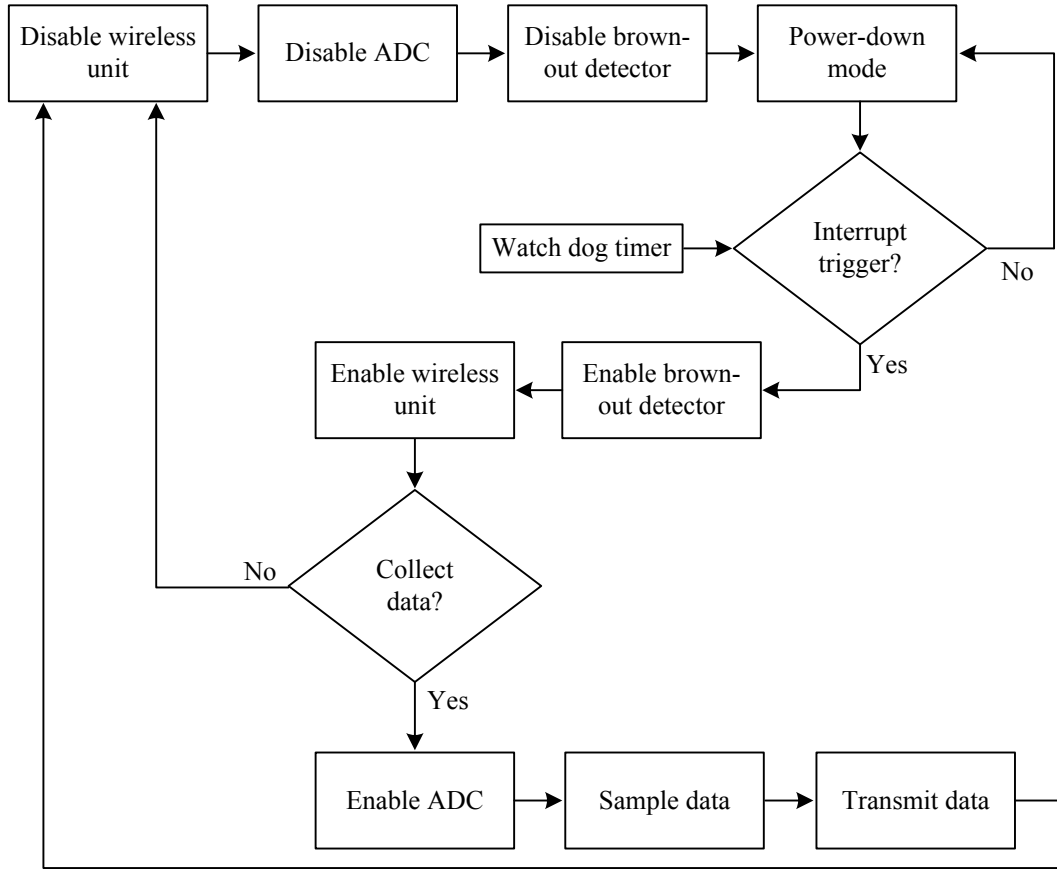 Disable wireless
unit
Disable ADC
Disable brown-
out detector
Power-down
mode
Watch dog timer
Interrupt
trigger?
No
Yes
Enable wireless
unit
Enable brown-
out detector
No
Collect
data?
Yes
Enable ADC
Sample data
Transmit data